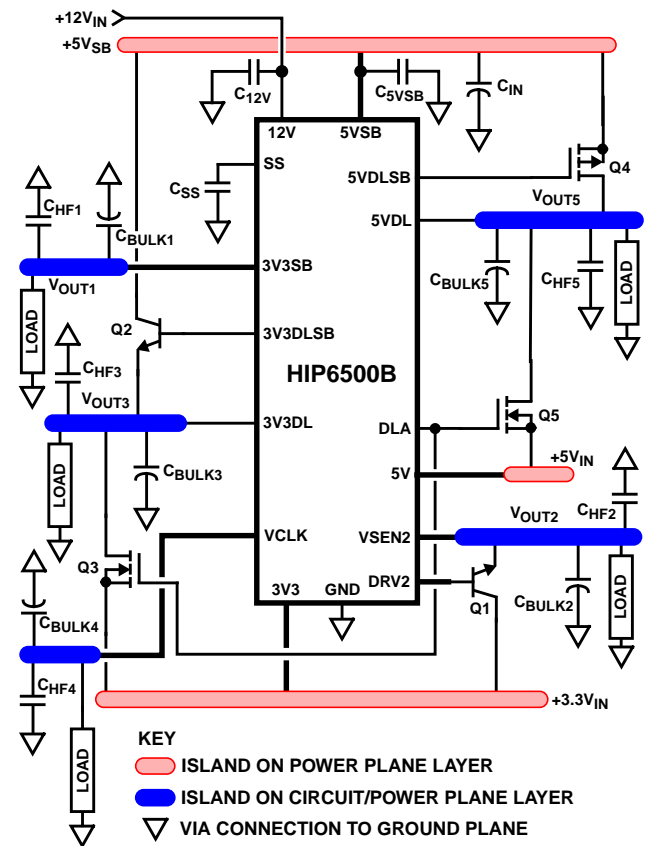 +12VIN
+5VSB
C12V
C5VSB
CIN
12V
5VSB
SS
CSS
5VDLSB
Q4
CHF1
CBULK1
5VDL
VOUT5
3V3SB
VOUT1
CBULK5
CHF5
LOAD
LOAD
Q2
3V3DLSB
CHF3
HIP6500B
VOUT3
3V3DL
DLA
Q5
+5VIN
5V
LOAD
CBULK3
CHF2
VOUT2
VCLK
VSEN2
Q3
3V3
GND
DRV2
Q1
CBULK2
LOAD
CBULK4
CHF4
+3.3VIN
LOAD
KEY
ISLAND ON POWER PLANE LAYER
ISLAND ON CIRCUIT/POWER PLANE LAYER
VIA CONNECTION TO GROUND PLANE